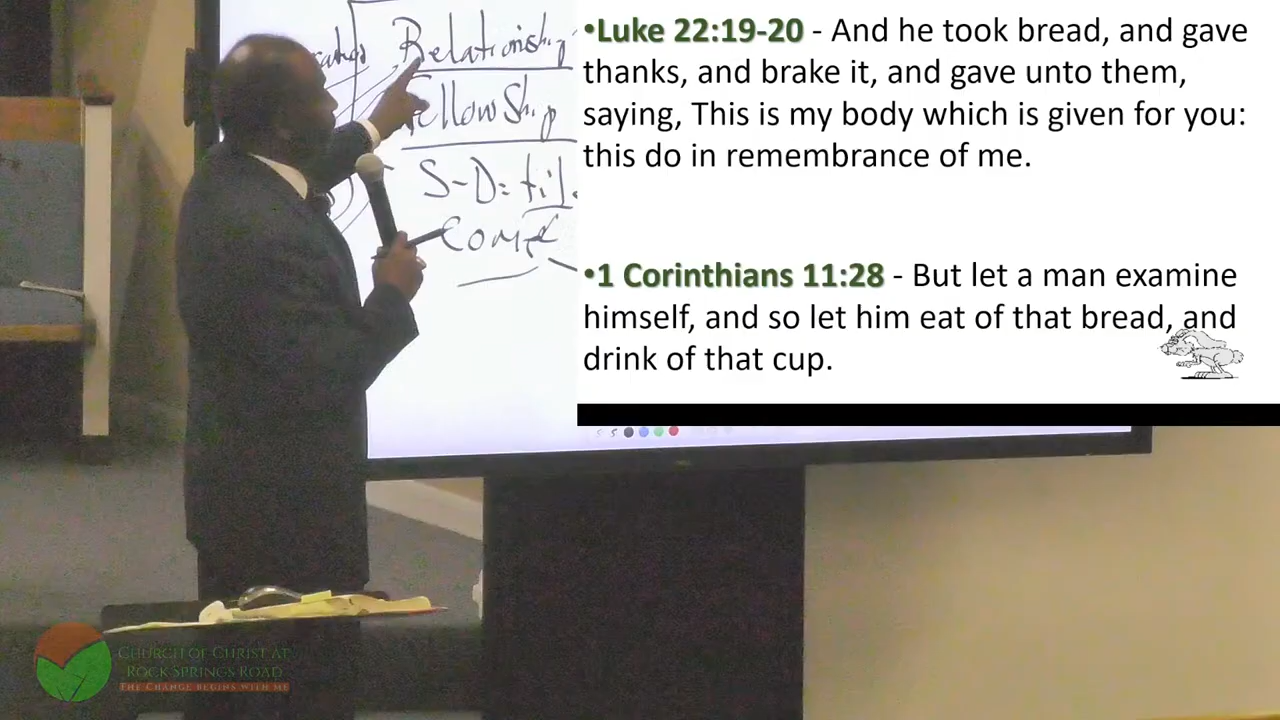 Relationship
Fellowship
S-D= til
Come
•Luke 22:19-20 - And he took bread, and gave
thanks, and brake it, and gave unto them,
saying, This is my body which is given for you:
this do in remembrance of me.
•1 Corinthians 11:28 - But let a man examine
himself, and so let him eat of that bread, and
drink of that cup.
CHURCH OF CHRIST AT
ROCK SPRINGS ROAD
THE CHANGE BEGINS WITH ME